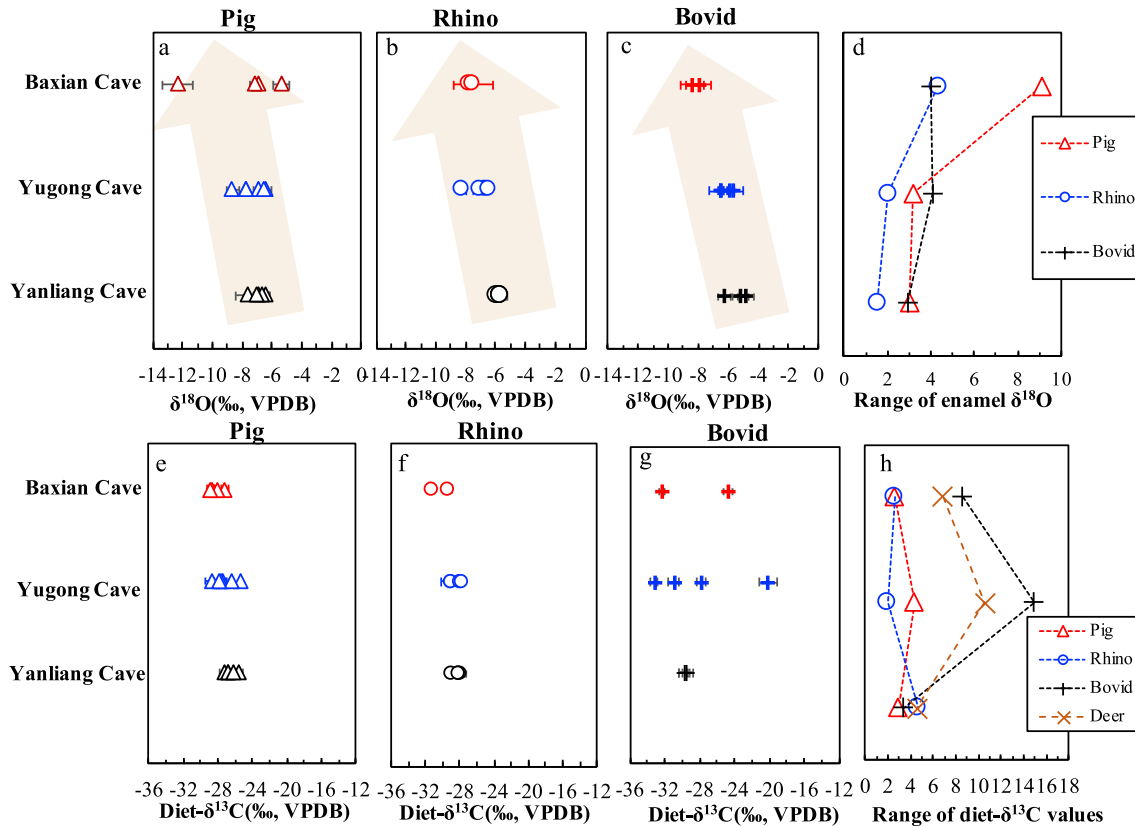 Pig
Rhino
Bovid
a
b
c
d
Baxian Cave
Yugong Cave
Yanliang Cave
Pig
Rhino
Bovid
-14 -12 -10 -8 -6 -4 -2 0
-14 -12 -10 -8 -6 -4 -2 0
-14 -12 -10 -8 -6 -4 -2 0
0 2 4 6 8 10
δ¹⁸O(‰, VPDB)
δ¹⁸O(‰, VPDB)
δ¹⁸O(‰, VPDB)
Range of enamel δ¹⁸O
Pig
Rhino
Bovid
e
f
g
h
Baxian Cave
Yugong Cave
Yanliang Cave
Pig
Rhino
Bovid
Deer
-36 -32 -28 -24 -20 -16 -12
-36 -32 -28 -24 -20 -16 -12
-36 -32 -28 -24 -20 -16 -12
0 2 4 6 8 10 12 14 16 18
Diet-δ¹³C(‰, VPDB)
Diet-δ¹³C(‰, VPDB)
Diet-δ¹³C(‰, VPDB)
Range of diet-δ¹³C values